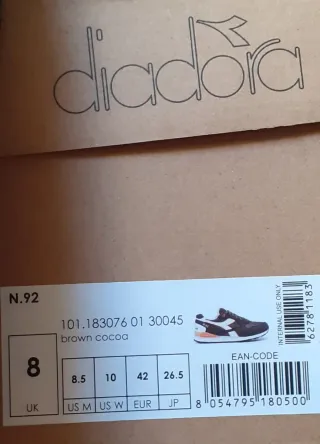 diadora
N.92
101.183076 01 30045
brown cocoa
8
UK
8.5
US M
10
US W
42
EUR
26.5
JP
EAN-CODE
8 054795 180500
INTERNAL USE ONLY
6278 1183